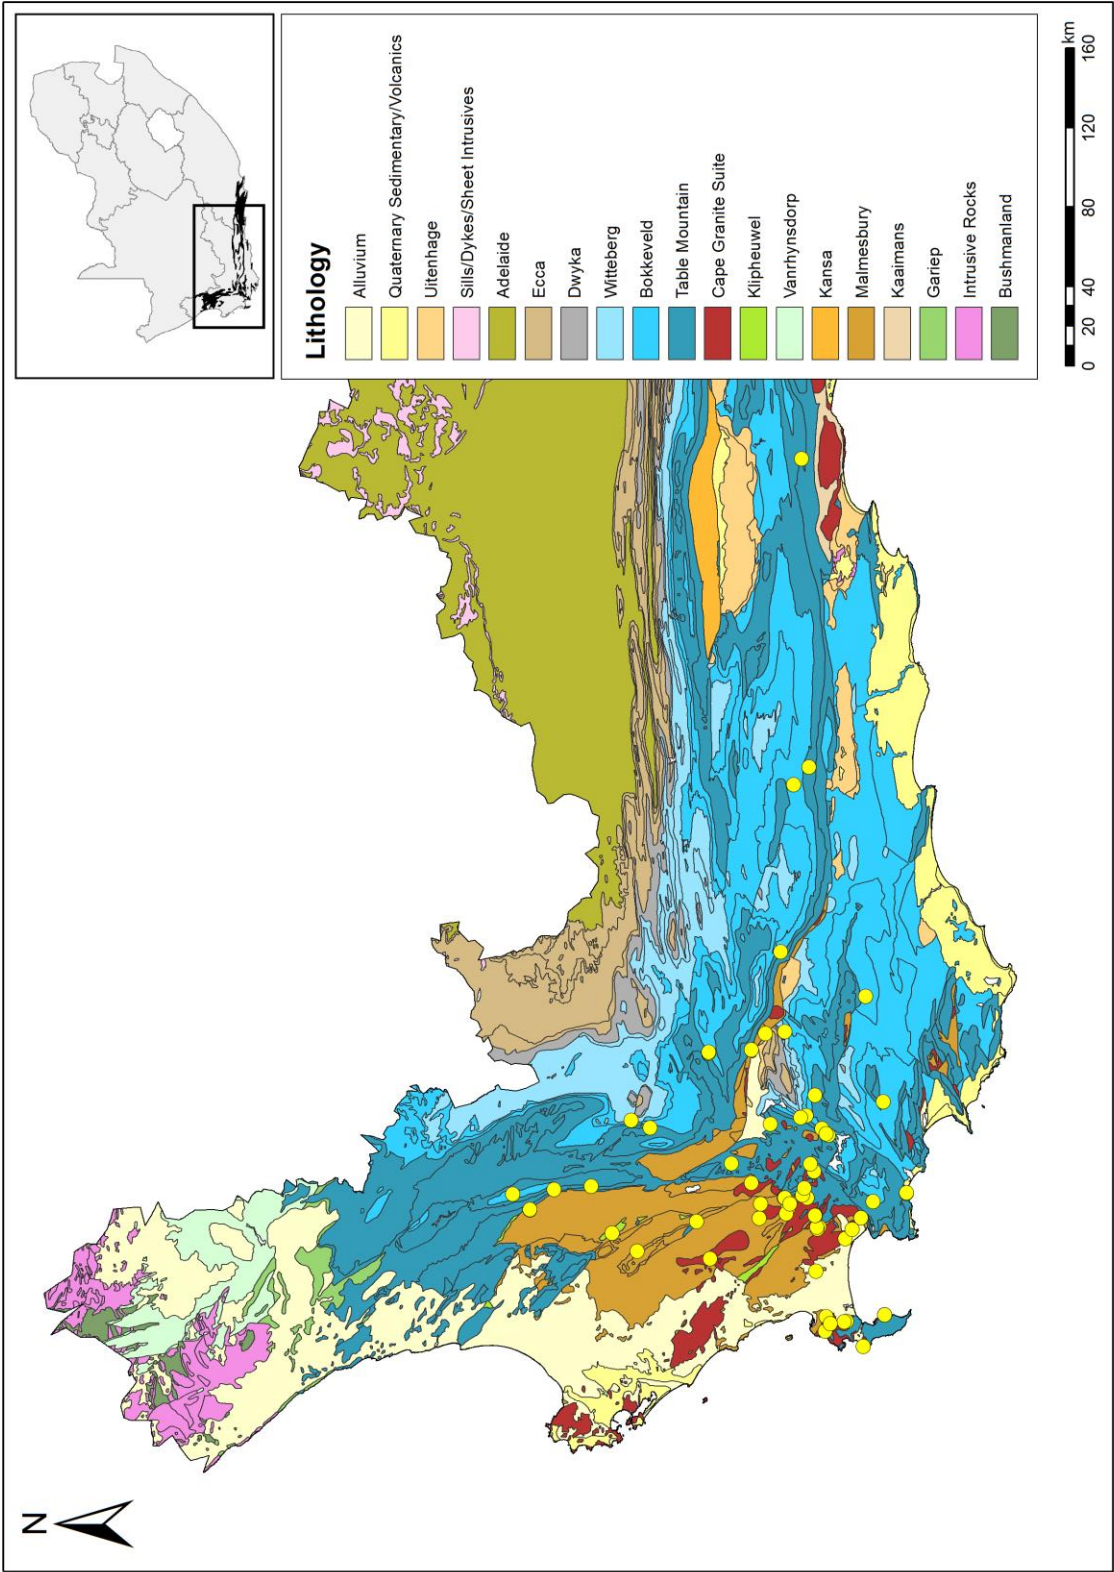 N
Lithology
Alluvium
Quaternary Sedimentary/Volcanics
Uitenhage
Sills/Dykes/Sheet Intrusives
Adelaide
Ecca
Dwyka
Witteberg
Bokkeveld
Table Mountain
Cape Granite Suite
Klipheuwel
Vanrhynsdorp
Kansa
Malmesbury
Kaaimans
Gariep
Intrusive Rocks
Bushmanland
0 20 40 80 120 160
km